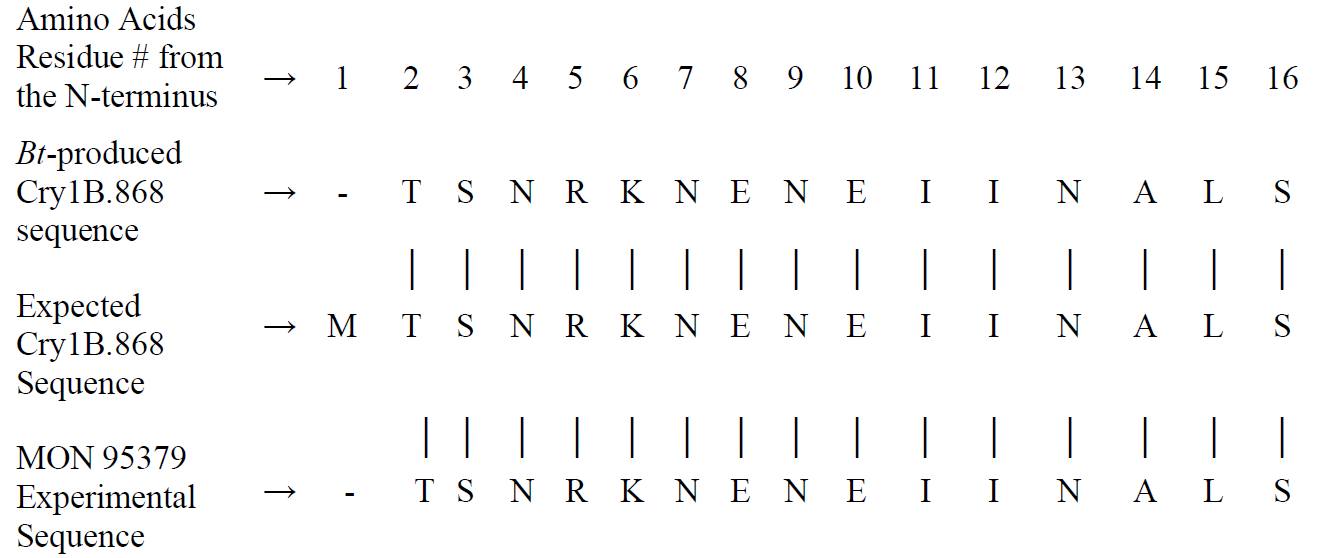 Amino Acids
Residue # from
the N-terminus → 1 2 3 4 5 6 7 8 9 10 11 12 13 14 15 16
Bt-produced
Cry1B.868 → - T S N R K N E N E I I N A L S
sequence
| | | | | | | | | | | | | | |
Expected
Cry1B.868 → M T S N R K N E N E I I N A L S
Sequence
| | | | | | | | | | | | | | |
MON 95379
Experimental → - T S N R K N E N E I I N A L S
Sequence